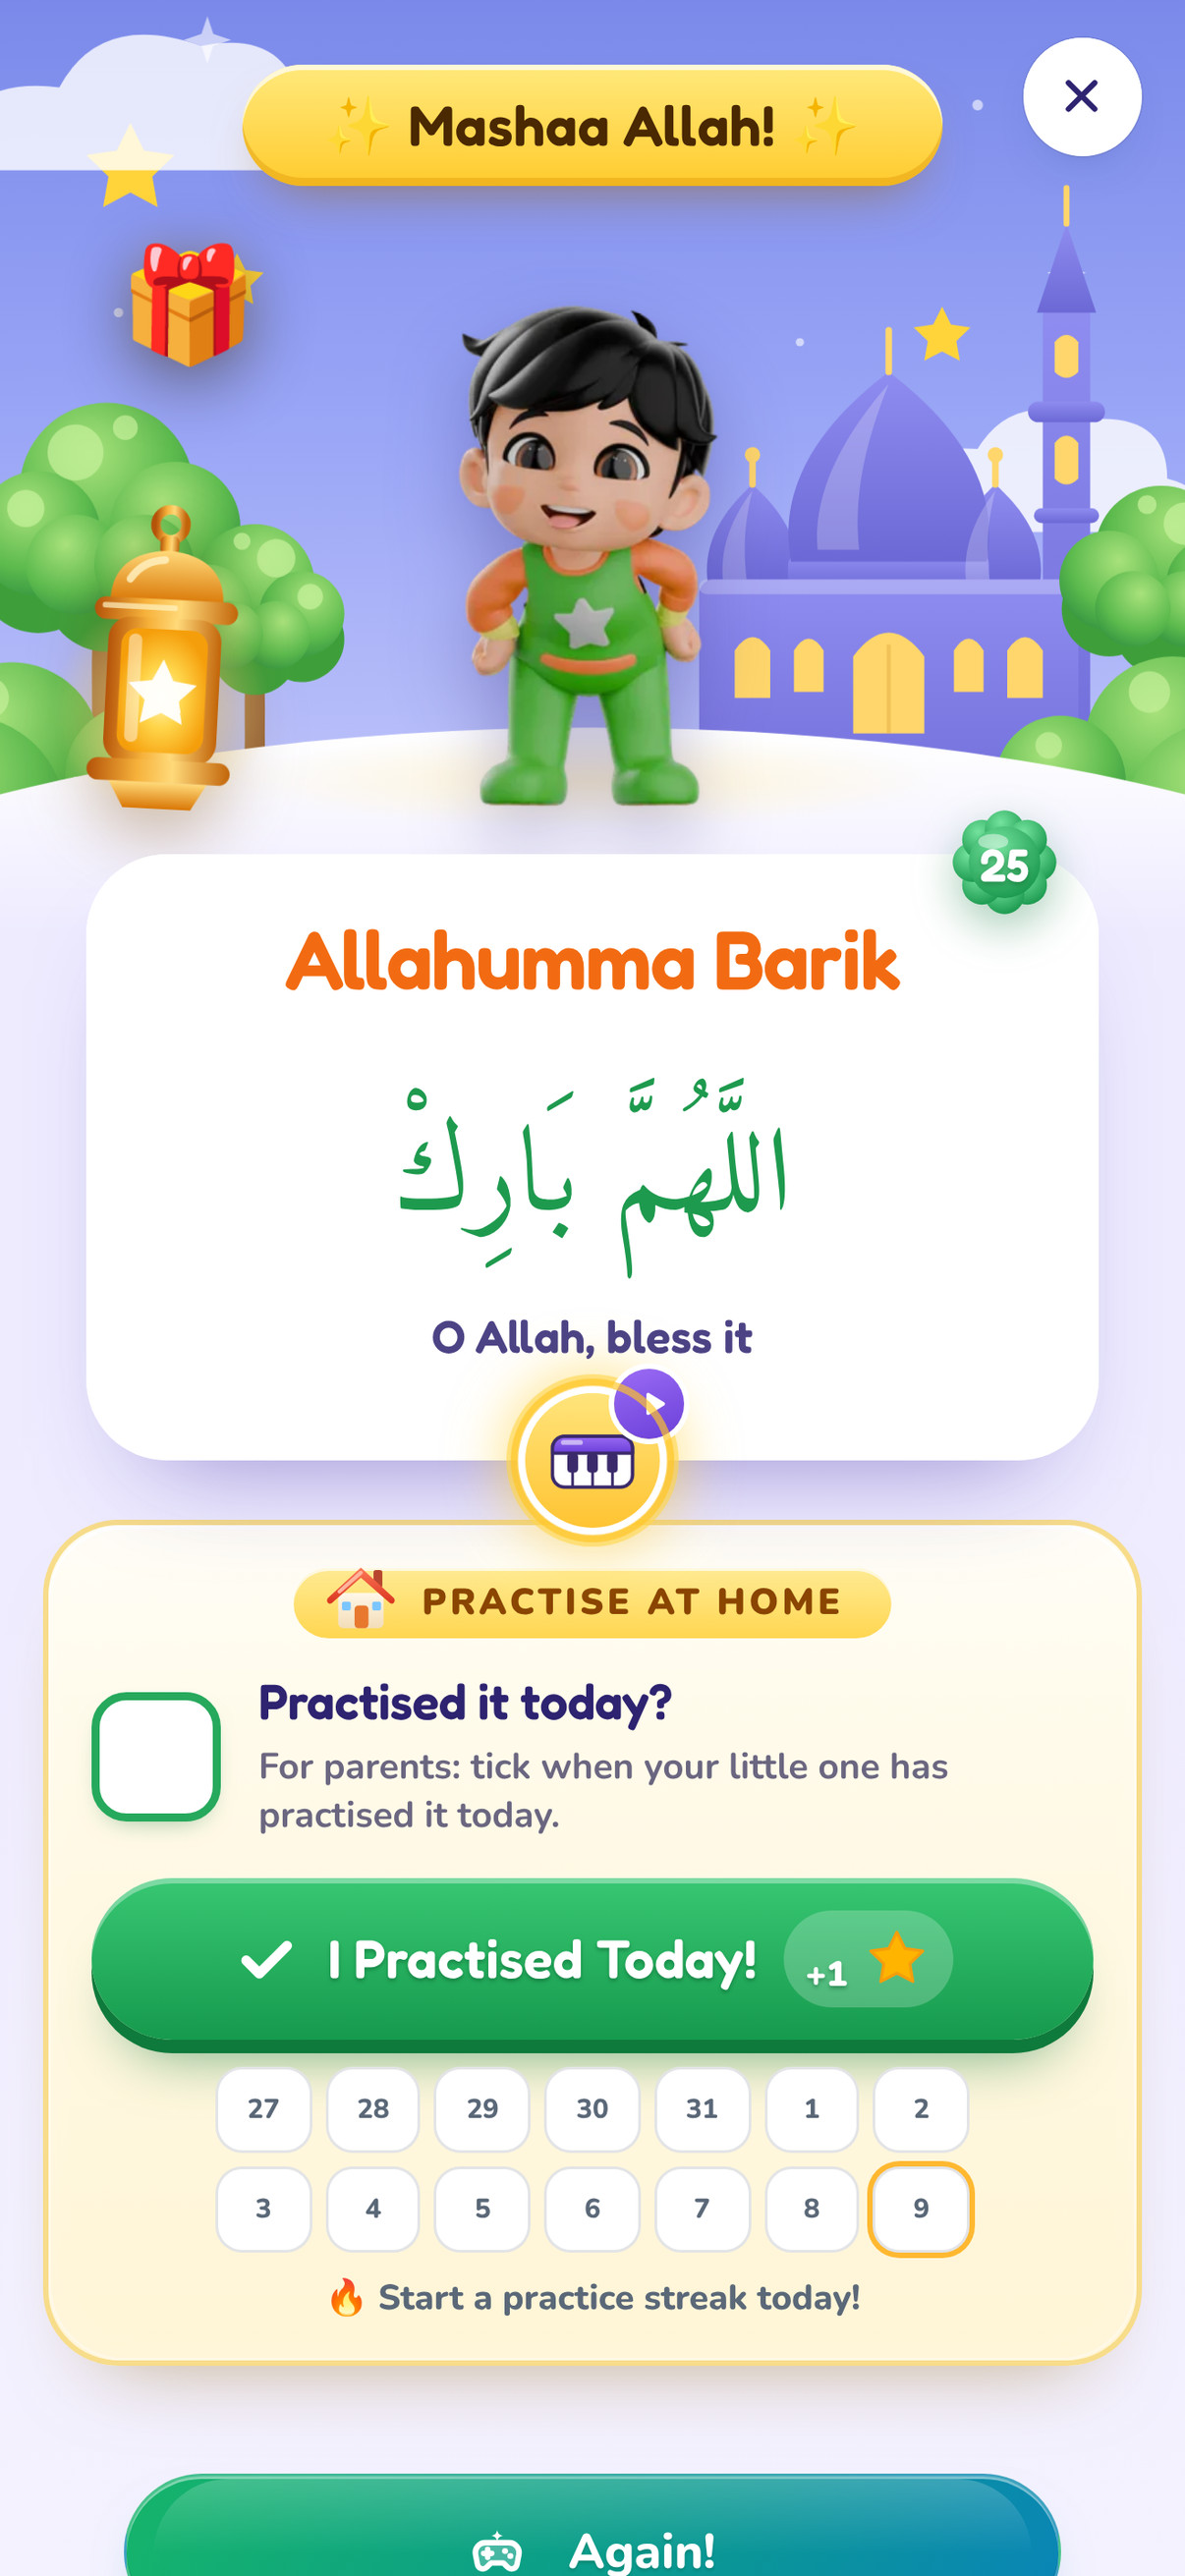 ✨ Mashaa Allah! ✨
25
Allahumma Barik
اللَّهُمَّ بَارِكْ
O Allah, bless it
PRACTISE AT HOME
Practised it today?
For parents: tick when your little one has
practised it today.
I Practised Today! +1
27 28 29 30 31 1 2
3 4 5 6 7 8 9
🔥 Start a practice streak today!
Again!